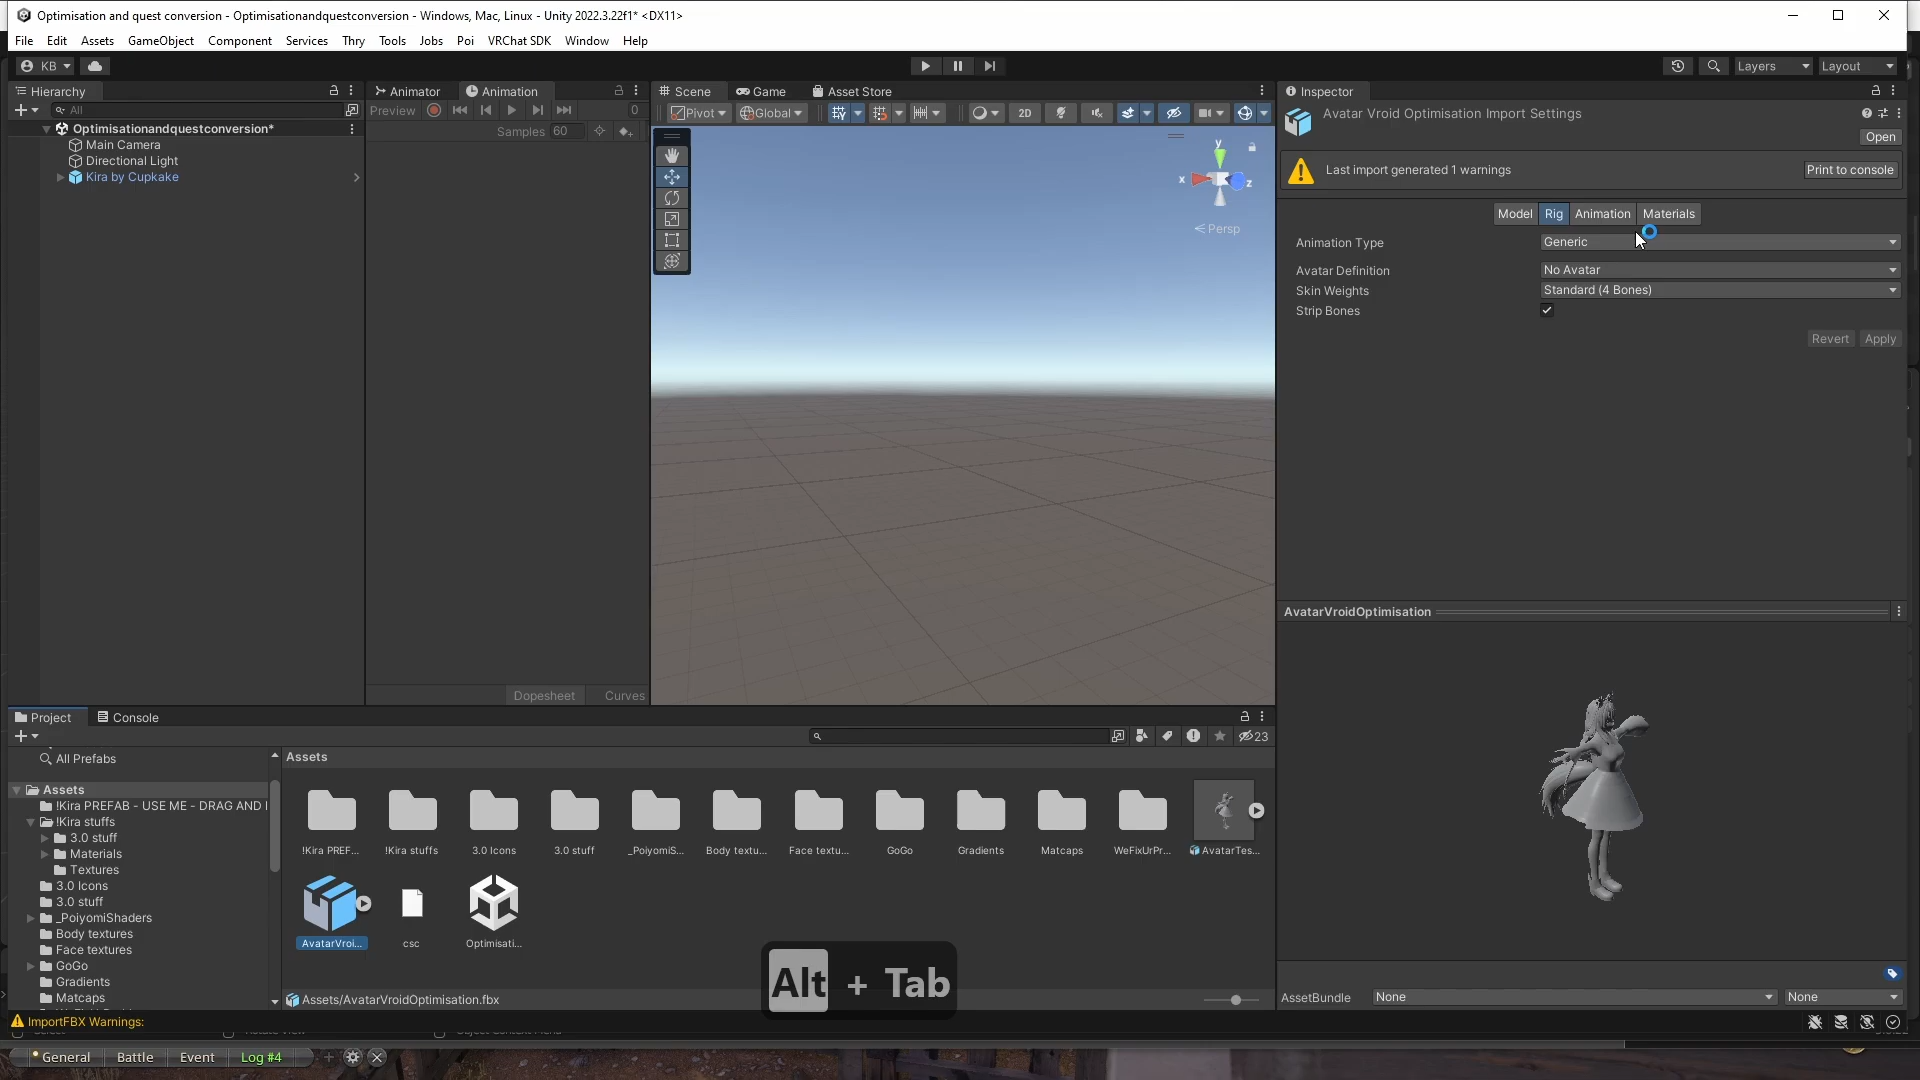 Optimisation and quest conversion - Optimisationandquestconversion - Windows, Mac, Linux - Unity 2022.3.22f1* <DX11>
File Edit Assets GameObject Component Services Thry Tools Jobs Poi VRChat SDK Window Help
KB Layers Layout
Hierarchy Animator Animation Scene Game Asset Store Inspector
All Preview 0 Pivot Global 2D Avatar Vroid Optimisation Import Settings
Optimisationandquestconversion* Samples 60 Open
Main Camera
Directional Light
Kira by Cupkake
y
x
z
Persp
Last import generated 1 warnings Print to console
Model Rig Animation Materials
Animation Type Generic
Avatar Definition No Avatar
Skin Weights Standard (4 Bones)
Strip Bones
Revert Apply
AvatarVroidOptimisation
Dopesheet Curves
Project Console
23
All Prefabs
Assets
Assets
!Kira PREFAB - USE ME - DRAG AND
!Kira stuffs
3.0 stuff
Materials
Textures
3.0 Icons
3.0 stuff
_PoiyomiShaders
Body textures
Face textures
GoGo
Gradients
Matcaps
!Kira PREF... !Kira stuffs 3.0 Icons 3.0 stuff _PoiyomiS... Body textu... Face textu... GoGo Gradients Matcaps WeFixUrPr... AvatarTes...
AvatarVroi... csc Optimisati...
Alt + Tab
Assets/AvatarVroidOptimisation.fbx
AssetBundle None None
ImportFBX Warnings:
General Battle Event Log #4